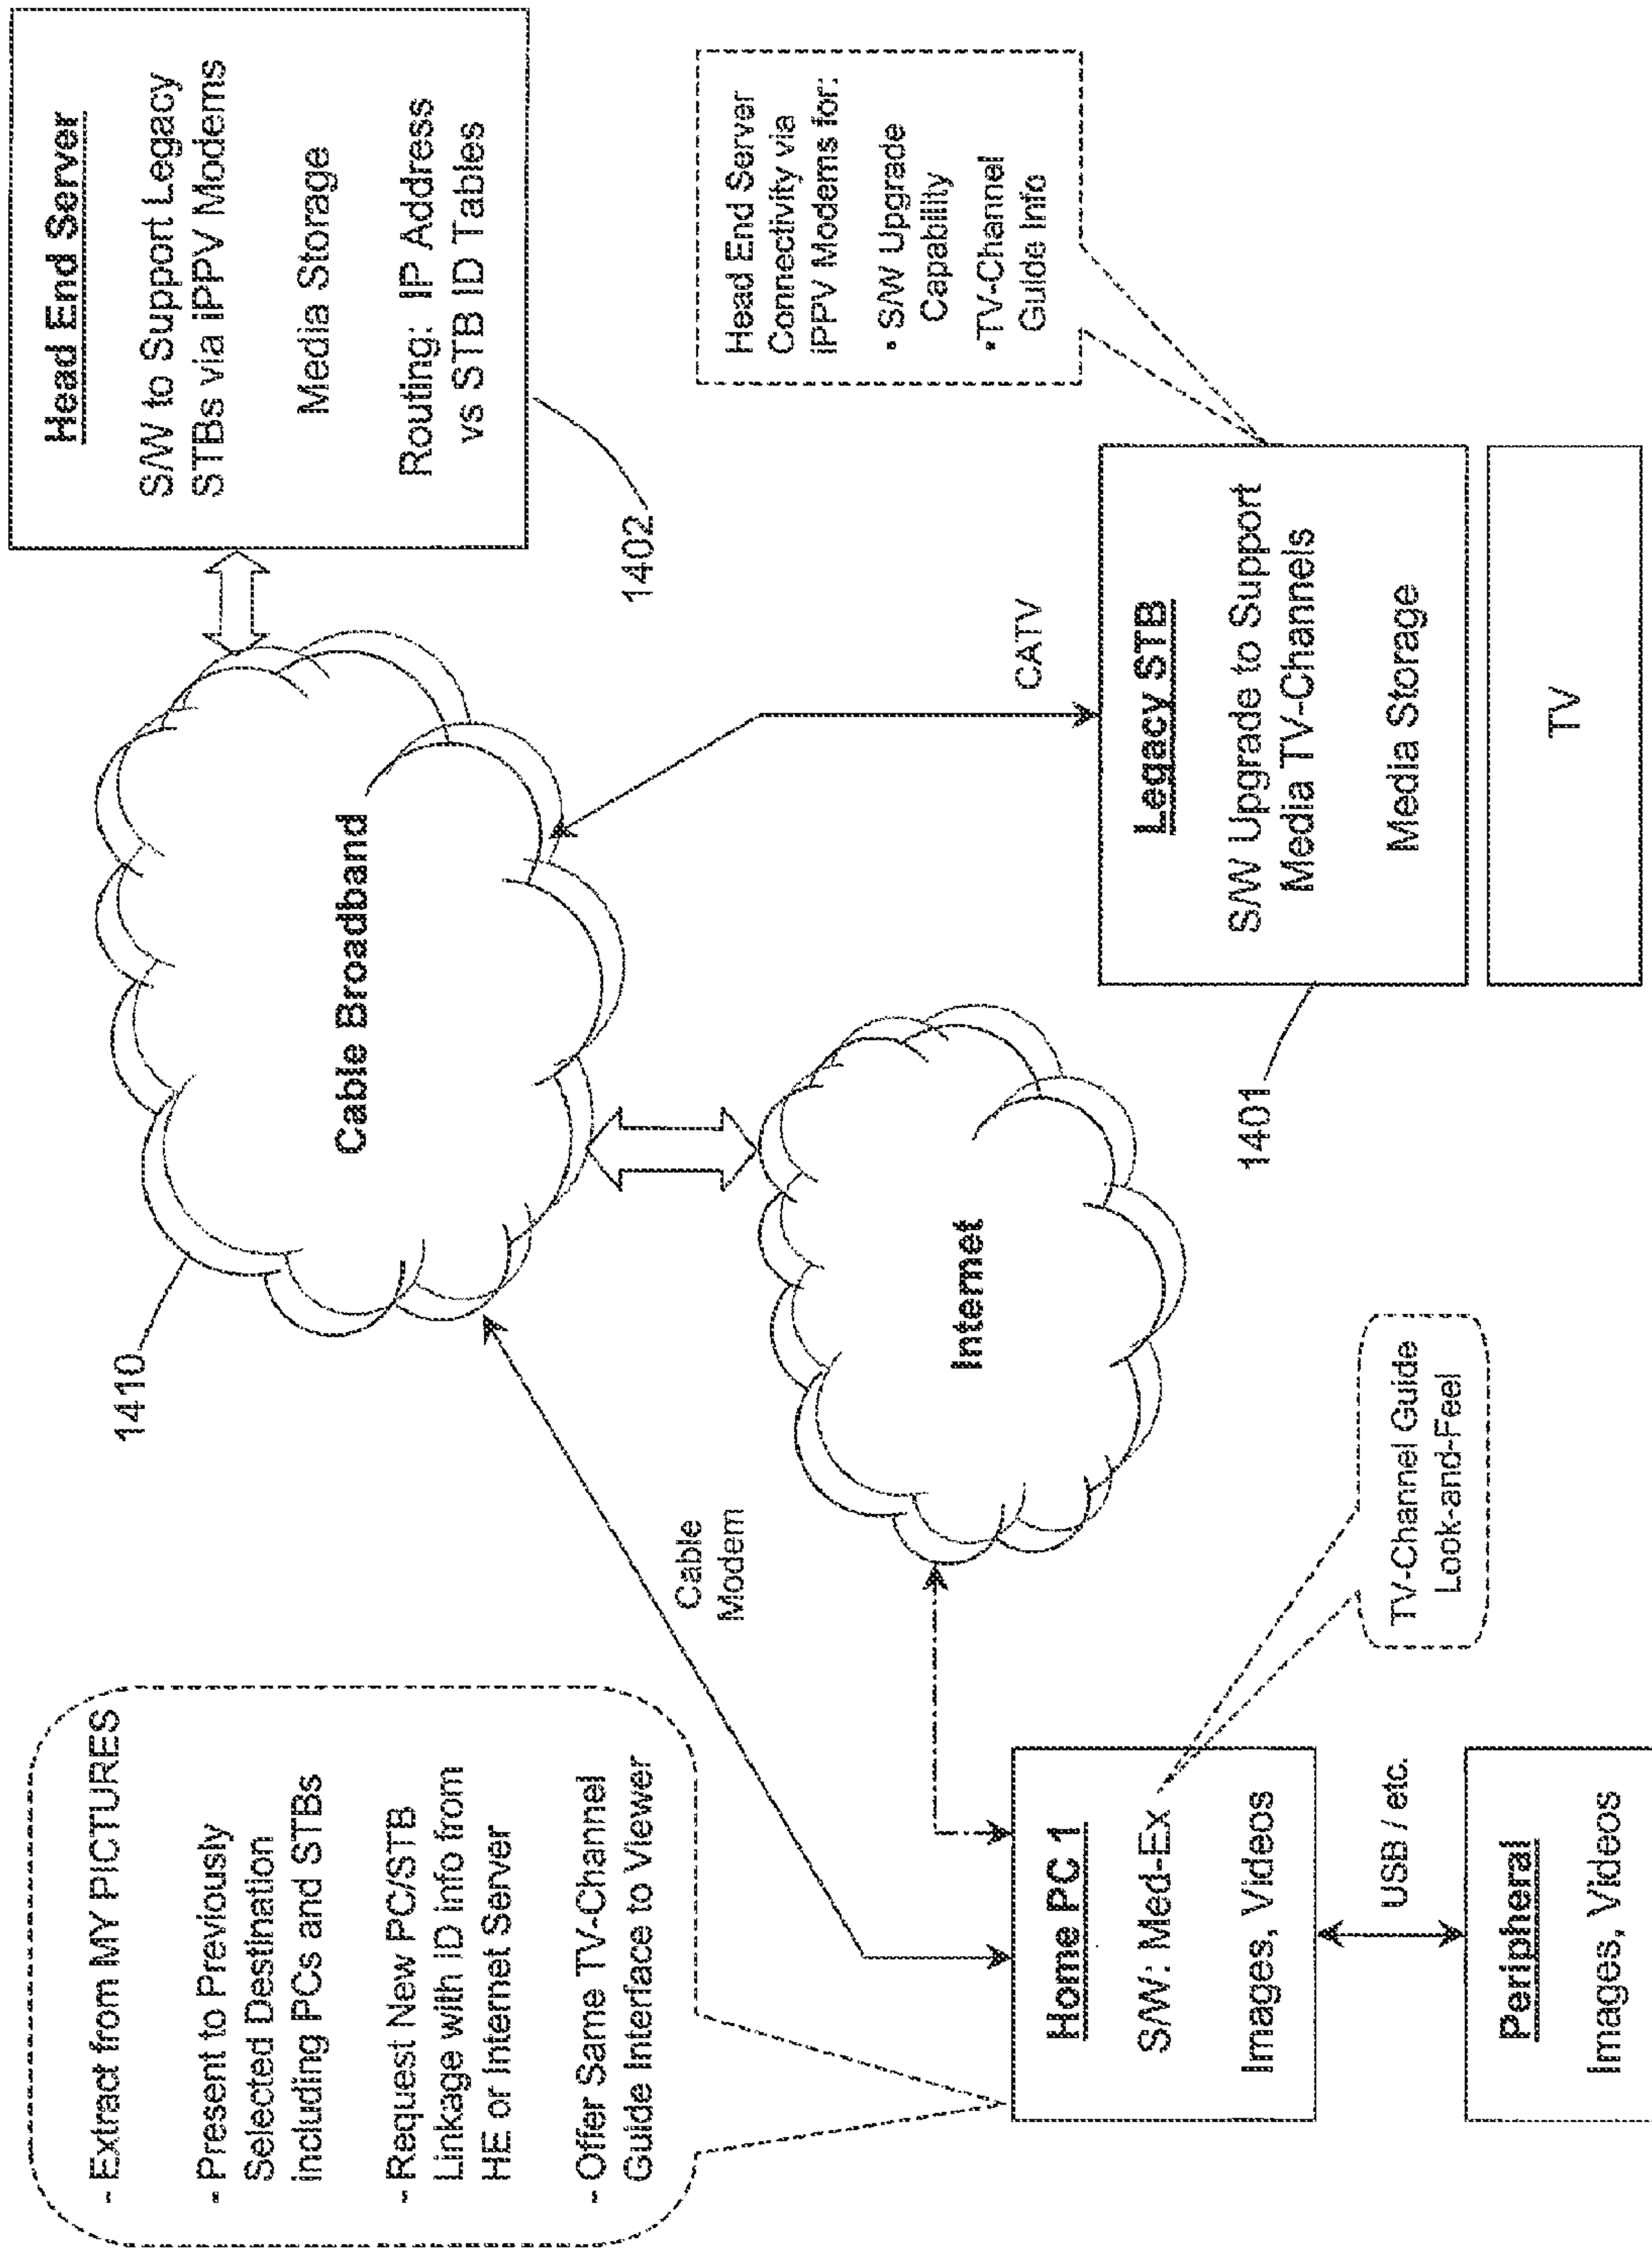 - Extract from MY PICTURES
- Present to Previously
Selected Destination
including PCs and STBs
- Request New PC/STB
Linkage with ID Info from
HE or Internet Server
- Offer Same TV-Channel
Guide Interface to Viewer
1410
Cable Broadband
Head End Server
S/W to Support Legacy
STBs via iPPV Modems
Media Storage
Routing: IP Address
vs STB ID Tables
1402
Cable
Modem
Internet
CATV
Head End Server
Connectivity via
iPPV Modems for:
• S/W Upgrade
Capability
•TV-Channel
Guide Info
Home PC 1
S/W: Med-Ex
Images, Videos
TV-Channel Guide
Look-and-Feel
USB / etc.
Peripheral
Images, Videos
1401
Legacy STB
S/W Upgrade to Support
Media TV-Channels
Media Storage
TV